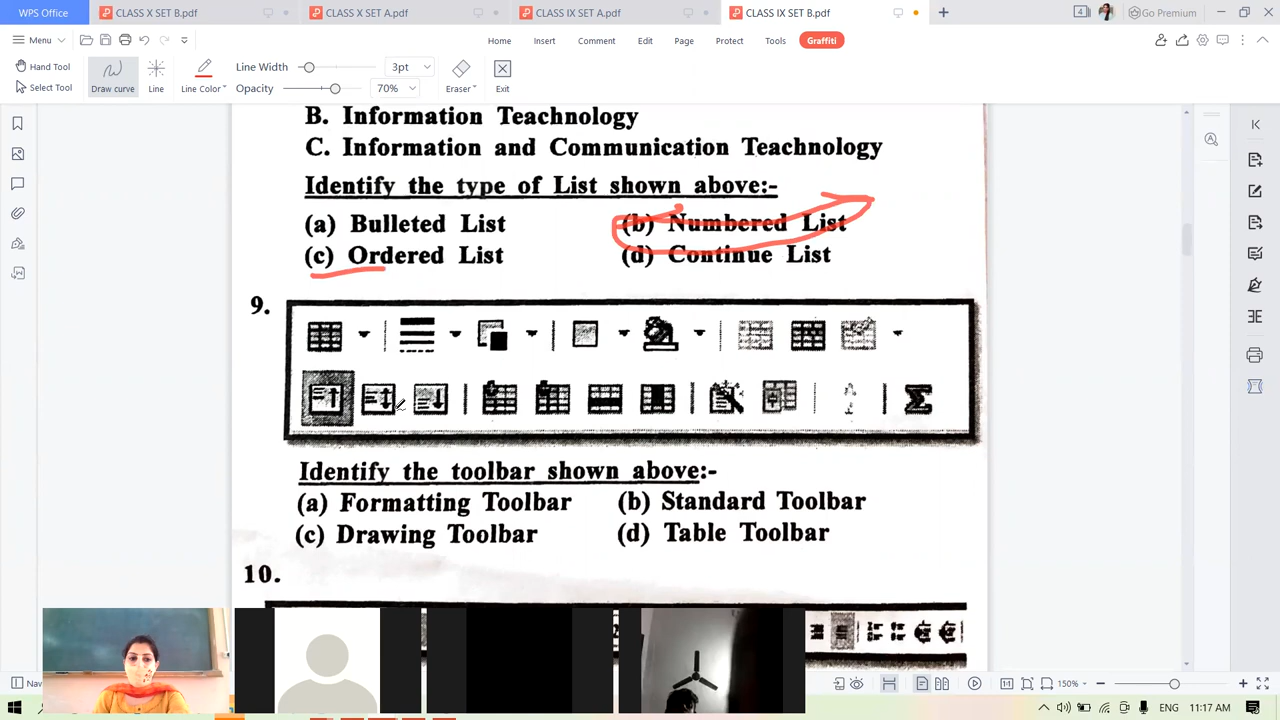 WPS Office
CLASS IX SET A.pdf
CLASS IX SET B.pdf
CLASS IX SET B.pdf
4
Go Premium
Menu
Home
Insert
Comment
Edit
Page
Protect
Tools
Graffiti
Hand Tool
Select Tool
Draw curve
Line
Line Color
Line Width
3pt
Opacity
70%
Eraser
Exit
B. Information Teachnology
C. Information and Communication Teachnology
Identify the type of List shown above:-
(a) Bulleted List (b) Numbered List
(c) Ordered List (d) Continue List
9.
Σ
Identify the toolbar shown above:-
(a) Formatting Toolbar (b) Standard Toolbar
(c) Drawing Toolbar (d) Table Toolbar
10.
Nav
150%
ENG
11:17 AM